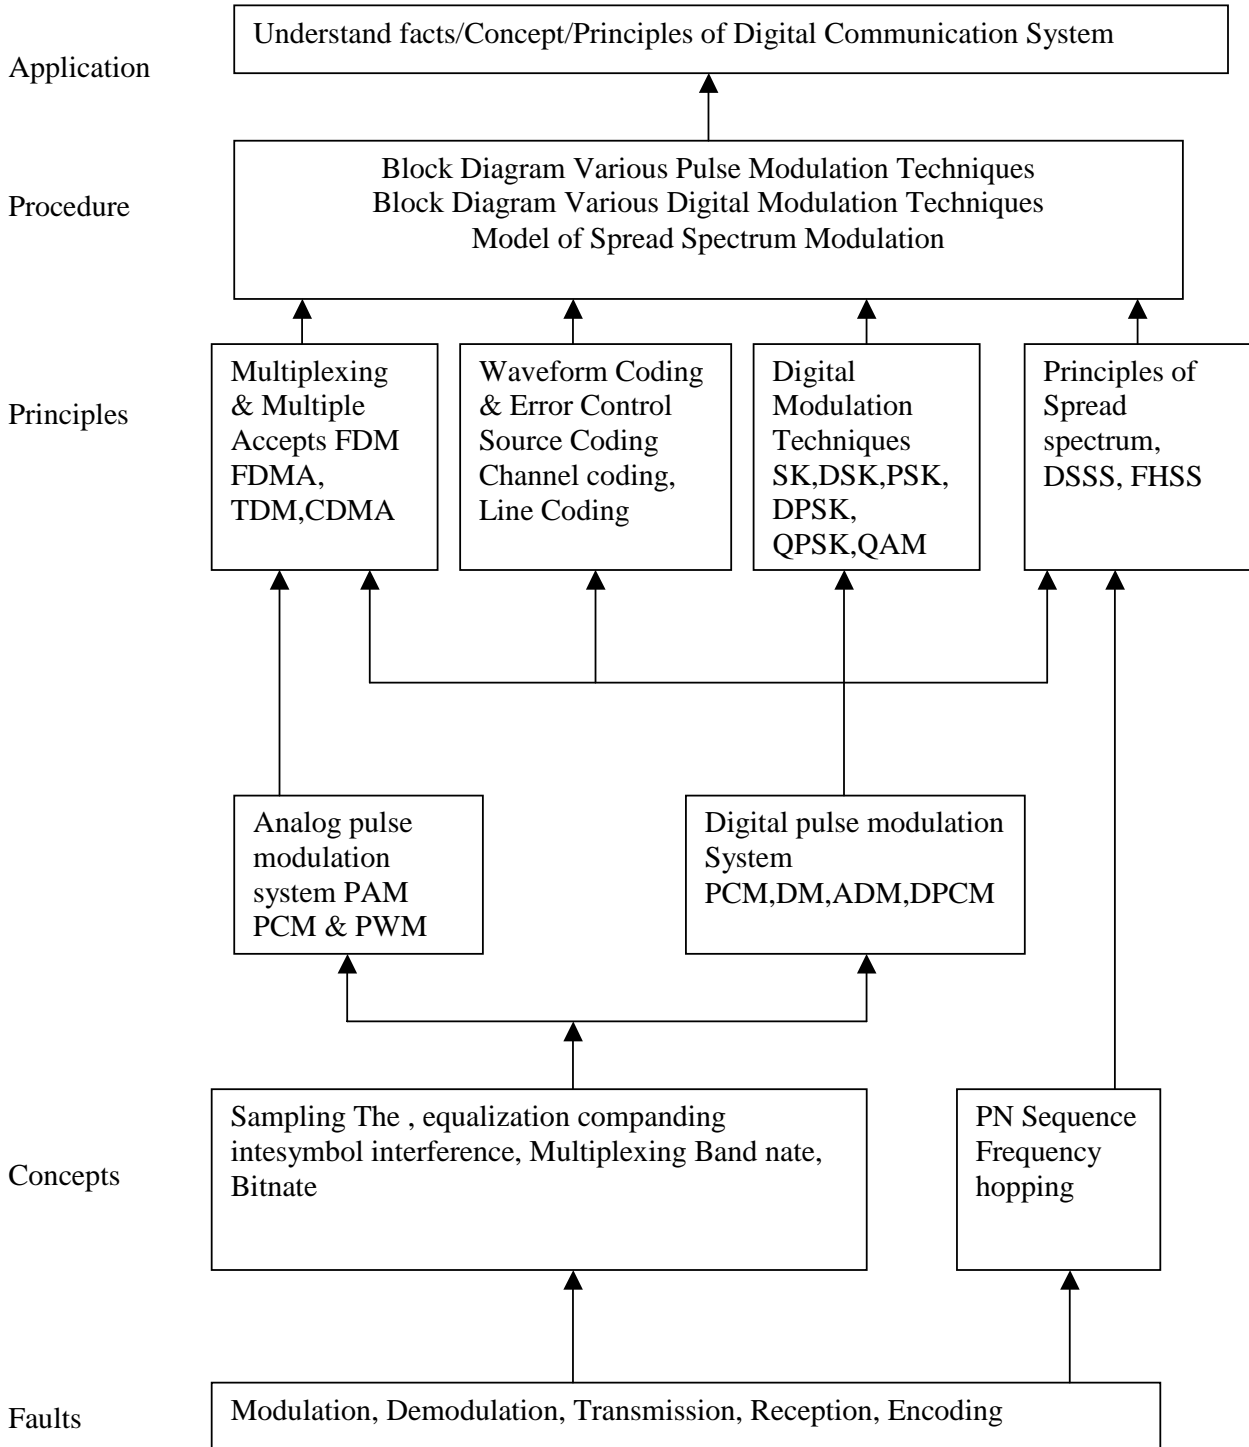 Understand facts/Concept/Principles of Digital Communication System
Application
Block Diagram Various Pulse Modulation Techniques
Block Diagram Various Digital Modulation Techniques
Model of Spread Spectrum Modulation
Procedure
Multiplexing
& Multiple
Accepts FDM
FDMA,
TDM,CDMA
Waveform Coding
& Error Control
Source Coding
Channel coding,
Line Coding
Digital
Modulation
Techniques
SK,DSK,PSK,
DPSK,
QPSK,QAM
Principles of
Spread
spectrum,
DSSS, FHSS
Principles
Analog pulse
modulation
system PAM
PCM & PWM
Digital pulse modulation
System
PCM,DM,ADM,DPCM
Sampling The , equalization companding
intesymbol interference, Multiplexing Band nate,
Bitnate
PN Sequence
Frequency
hopping
Concepts
Modulation, Demodulation, Transmission, Reception, Encoding
Faults